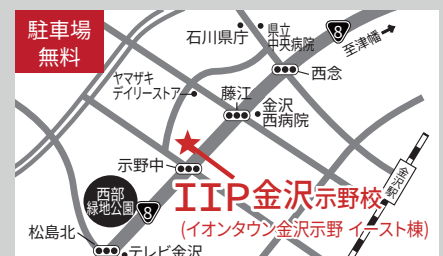 駐車場
無料
石川県庁
県立
中央病院
8
至津幡
西念
ヤマザキ
デイリーストアー
藤江
金沢
西病院
示野中
金沢駅
西部
緑地公園
8
IIP金沢示野校
(イオンタウン金沢示野 イースト棟)
松島北
テレビ金沢